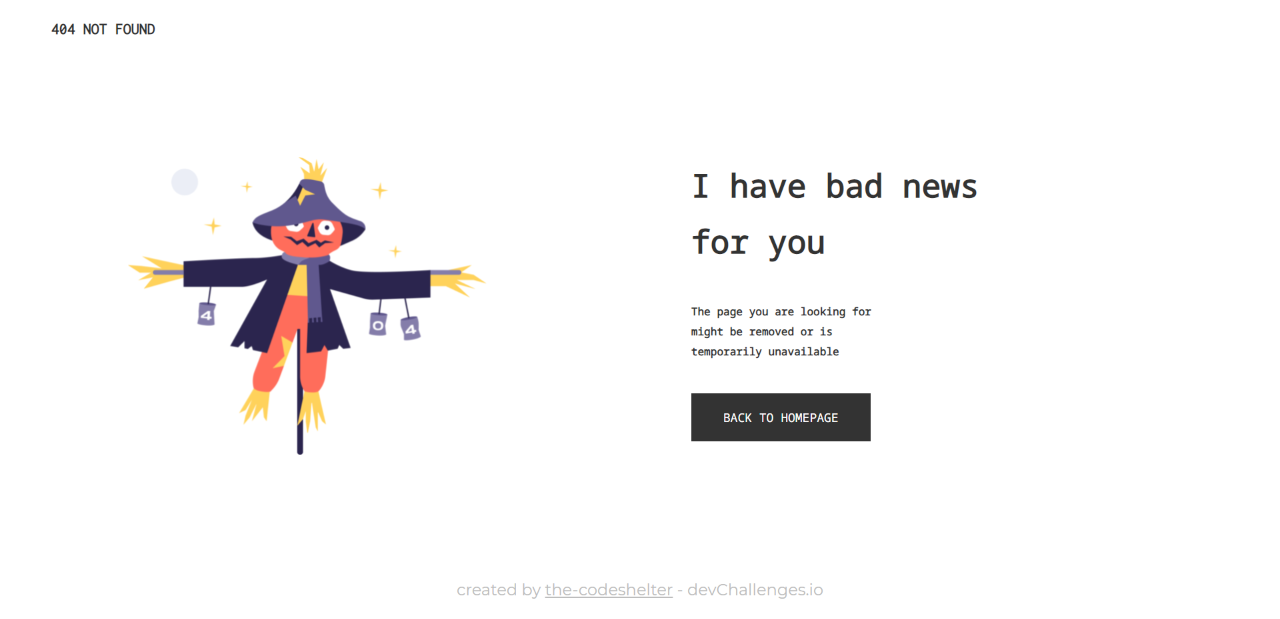 404 NOT FOUND
I have bad news
for you
4
0
4
The page you are looking for
might be removed or is
temporarily unavailable
BACK TO HOMEPAGE
created by the-codeshelter - devChallenges.io